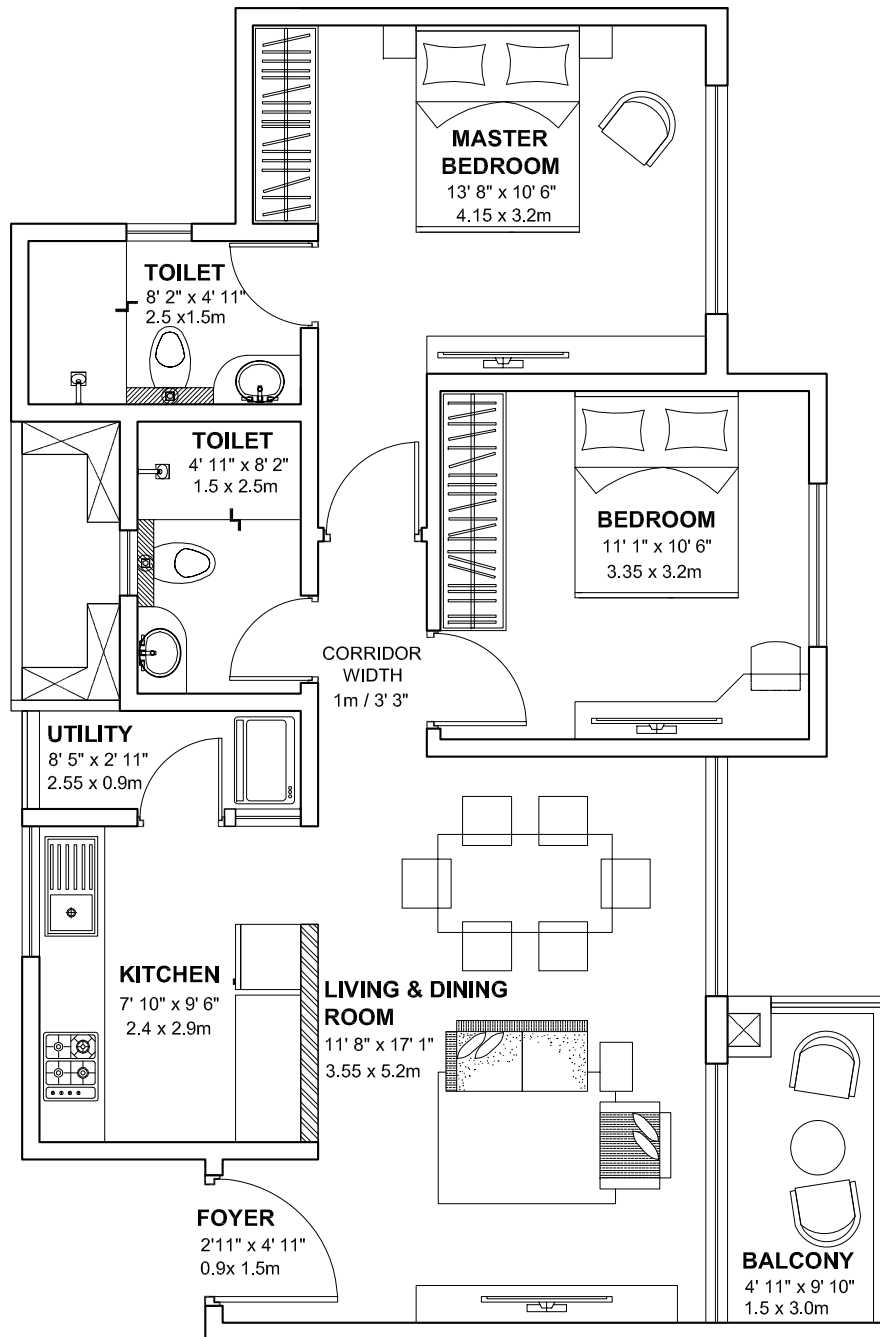 MASTER
BEDROOM
13' 8" x 10' 6"
4.15 x 3.2m
TOILET
8' 2" x 4' 11"
2.5 x1.5m
TOILET
4' 11" x 8' 2"
1.5 x 2.5m
BEDROOM
11' 1" x 10' 6"
3.35 x 3.2m
CORRIDOR
WIDTH
1m / 3' 3"
UTILITY
8' 5" x 2' 11"
2.55 x 0.9m
KITCHEN
7' 10" x 9' 6"
2.4 x 2.9m
LIVING & DINING
ROOM
11' 8" x 17' 1"
3.55 x 5.2m
FOYER
2'11" x 4' 11"
0.9x 1.5m
BALCONY
4' 11" x 9' 10"
1.5 x 3.0m